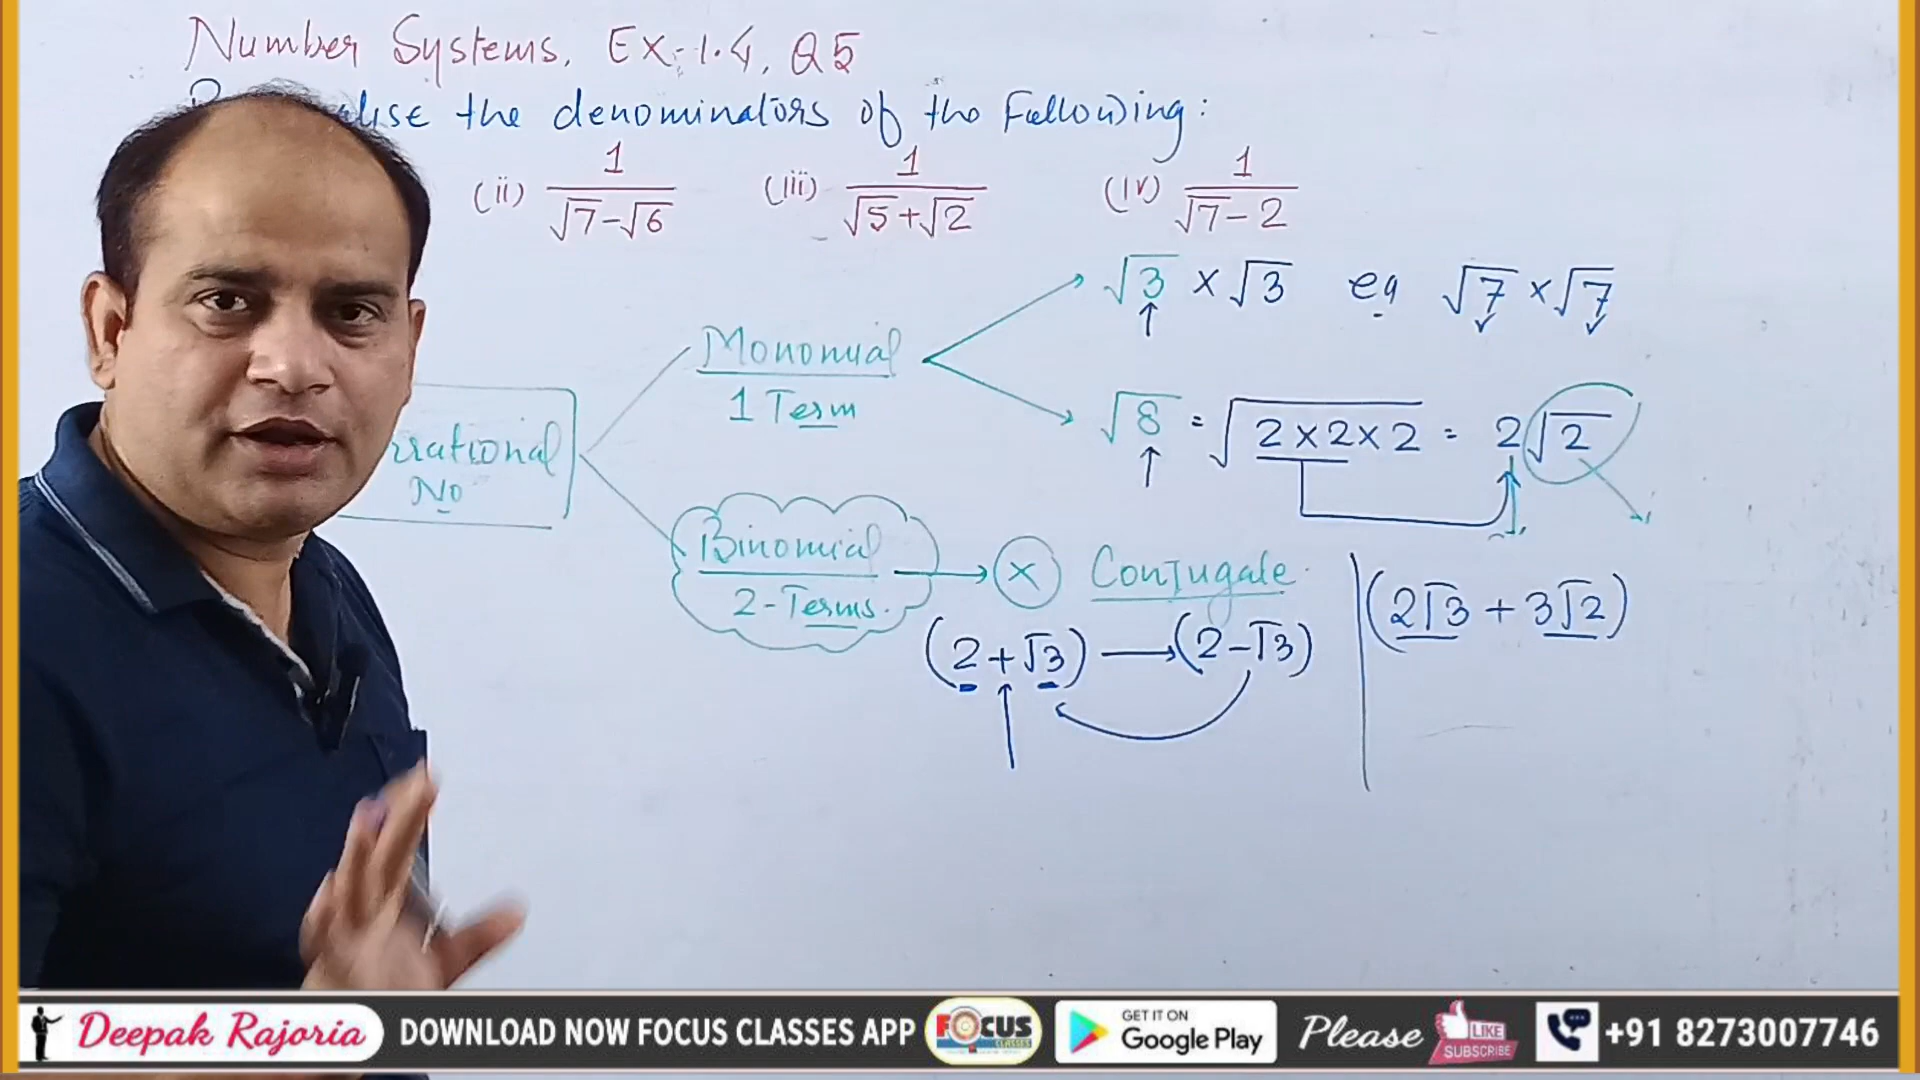 Number Systems, Ex-1.4, Q5
alise the denominators of the Following:
(ii) 1/(√7-√6) (iii) 1/(√5+√2) (iv) 1/(√7-2)
√3 × √3 eg √7 × √7
Monomial
1 Term
√8 = √(2×2×2) = 2√2
rrational
No
Binomial
2-Terms.
× Conjugate.
(2+√3) → (2-√3)
(2√3 + 3√2)
Deepak Rajoria
DOWNLOAD NOW FOCUS CLASSES APP
FOCUS
CLASSES
GET IT ON
Google Play
Please
LIKE
SUBSCRIBE
+91 8273007746